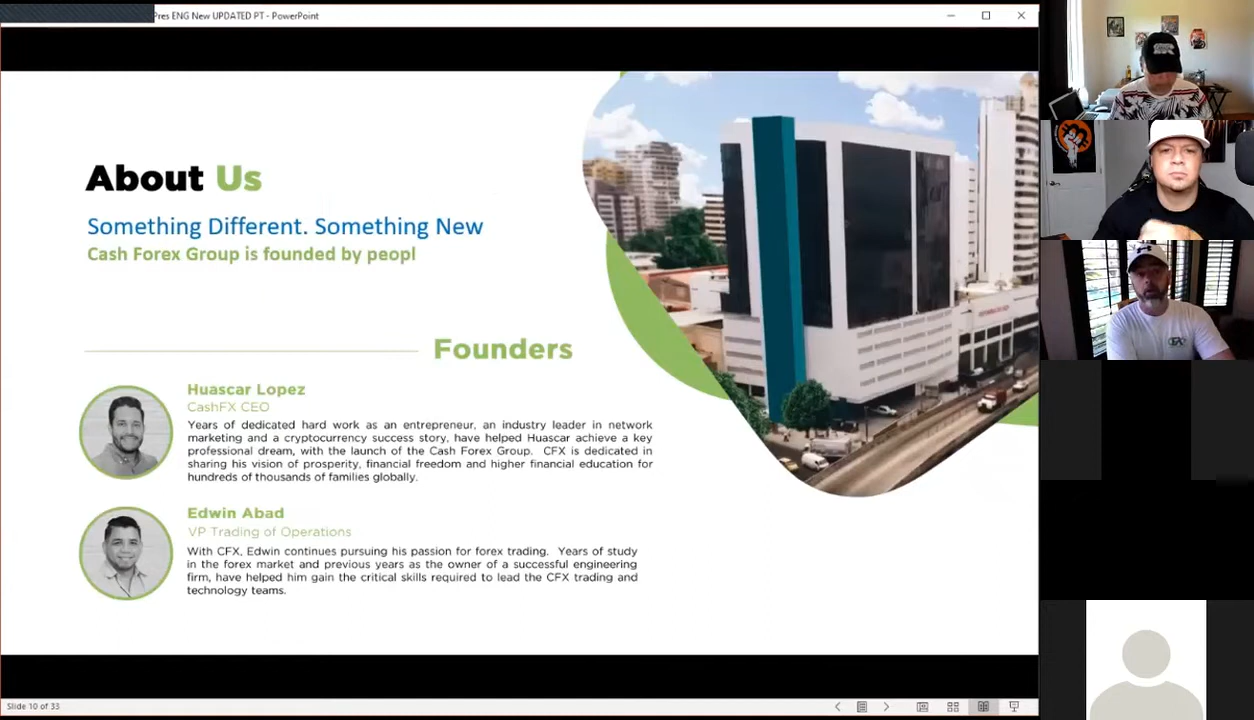 Pres ENG New UPDATED PT - PowerPoint
About Us
Something Different. Something New
Cash Forex Group is founded by peopl
Founders
Huascar Lopez
CashFX CEO
Years of dedicated hard work as an entrepreneur, an industry leader in network
marketing and a cryptocurrency success story, have helped Huascar achieve a key
professional dream, with the launch of the Cash Forex Group. CFX is dedicated in
sharing his vision of prosperity, financial freedom and higher financial education for
hundreds of thousands of families globally.
Edwin Abad
VP Trading of Operations
With CFX, Edwin continues pursuing his passion for forex trading. Years of study
in the forex market and previous years as the owner of a successful engineering
firm, have helped him gain the critical skills required to lead the CFX trading and
technology teams.
Slide 10 of 33